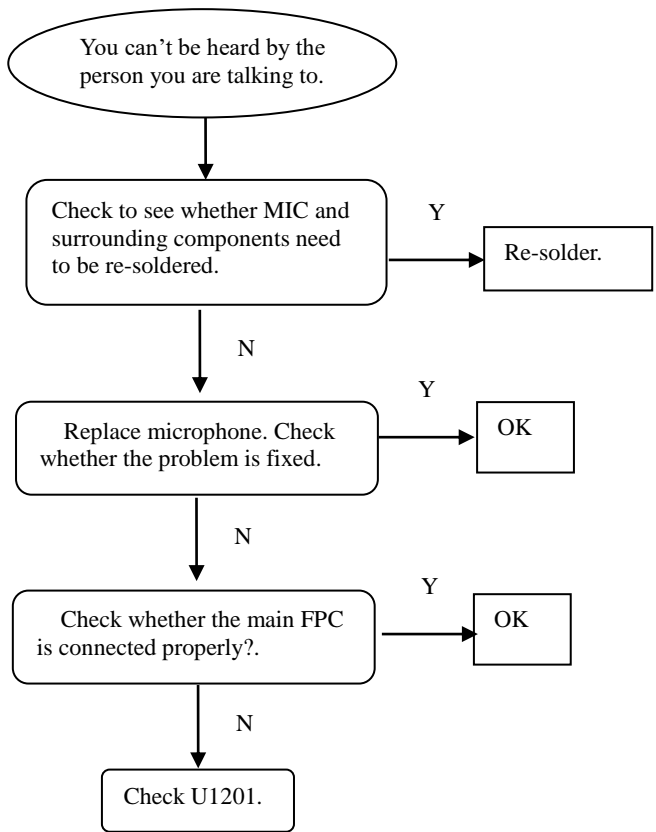 You can’t be heard by the
person you are talking to.
Check to see whether MIC and
surrounding components need
to be re-soldered.
Y
Re-solder.
N
Replace microphone. Check
whether the problem is fixed.
Y
OK
N
Check whether the main FPC
is connected properly?.
Y
OK
N
Check U1201.